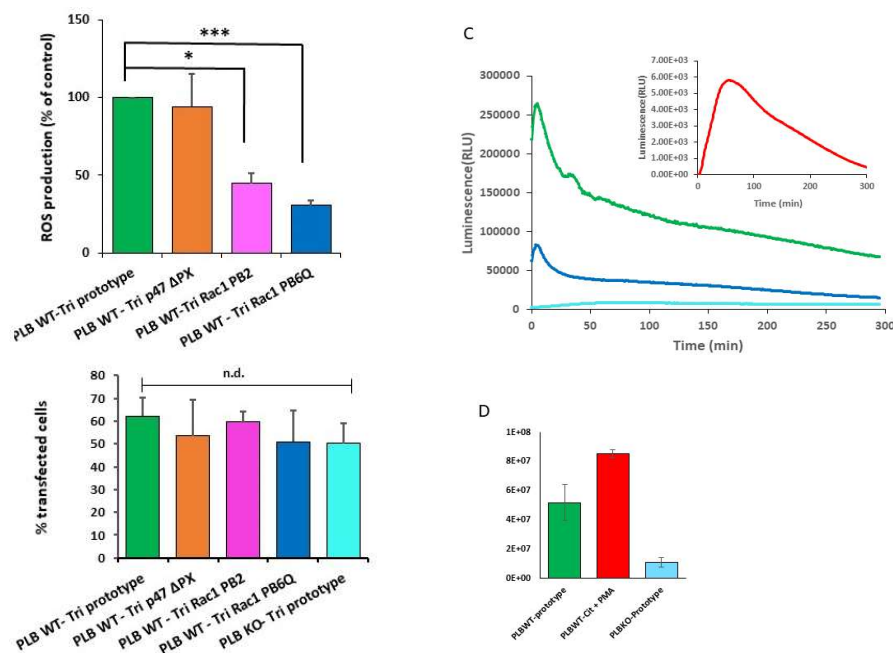 ***
*
ROS production (% of control)
150
100
50
0
PLB WT-Tri prototype
PLB WT - Tri p47 ΔPX
PLB WT-Tri Rac1 PB2
PLB WT - Tri Rac1 PB6Q
n.d.
% transfected cells
80
70
60
50
40
30
20
10
0
PLB WT- Tri prototype
PLB WT- Tri p47 ΔPX
PLB WT - Tri Rac1 PB2
PLB WT - Tri Rac1 PB6Q
PLB KO- Tri prototype
C
Luminescence(RLU)
300000
250000
200000
150000
100000
50000
0
0 50 100 150 200 250 300
Time (min)
Luminescence(RLU)
7.00E+03
6.00E+03
5.00E+03
4.00E+03
3.00E+03
2.00E+03
1.00E+03
0.00E+00
0 100 200 300
Time (min)
D
1E+08
8E+07
6E+07
4E+07
2E+07
0E+00
PLBWT-prototype
PLBWT-Cit + PMA
PLBKO-Prototype